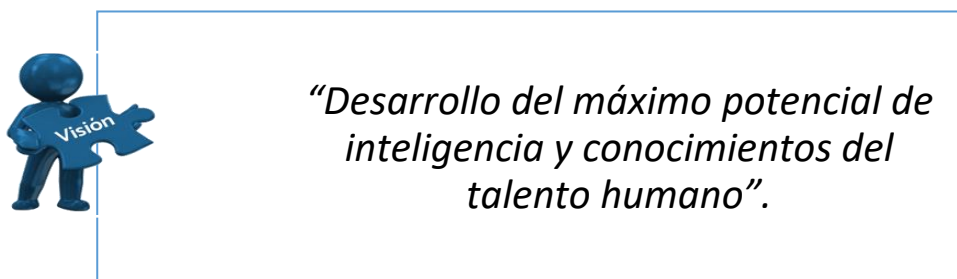 Visión
“Desarrollo del máximo potencial de
inteligencia y conocimientos del
talento humano”.